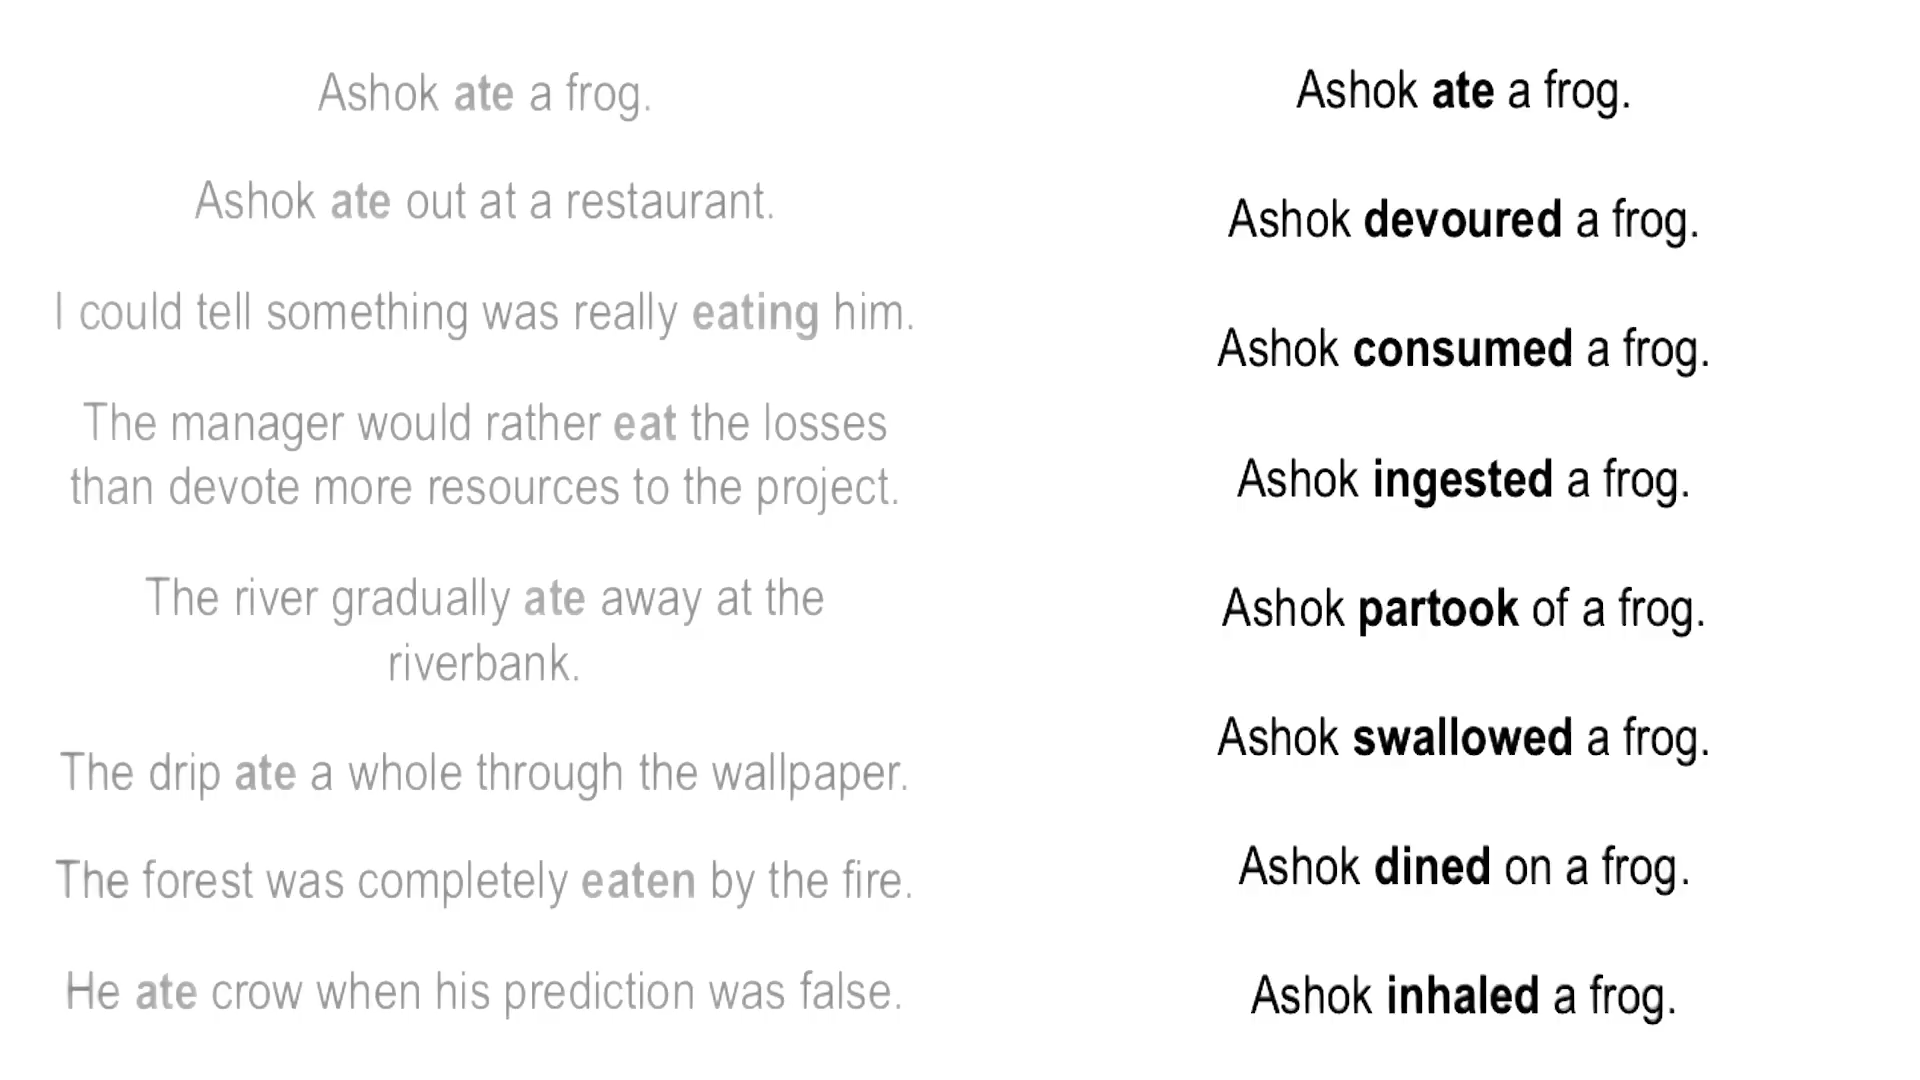 Ashok ate a frog.
Ashok ate out at a restaurant.
I could tell something was really eating him.
The manager would rather eat the losses
than devote more resources to the project.
The river gradually ate away at the
riverbank.
The drip ate a whole through the wallpaper.
The forest was completely eaten by the fire.
He ate crow when his prediction was false.
Ashok ate a frog.
Ashok devoured a frog.
Ashok consumed a frog.
Ashok ingested a frog.
Ashok partook of a frog.
Ashok swallowed a frog.
Ashok dined on a frog.
Ashok inhaled a frog.